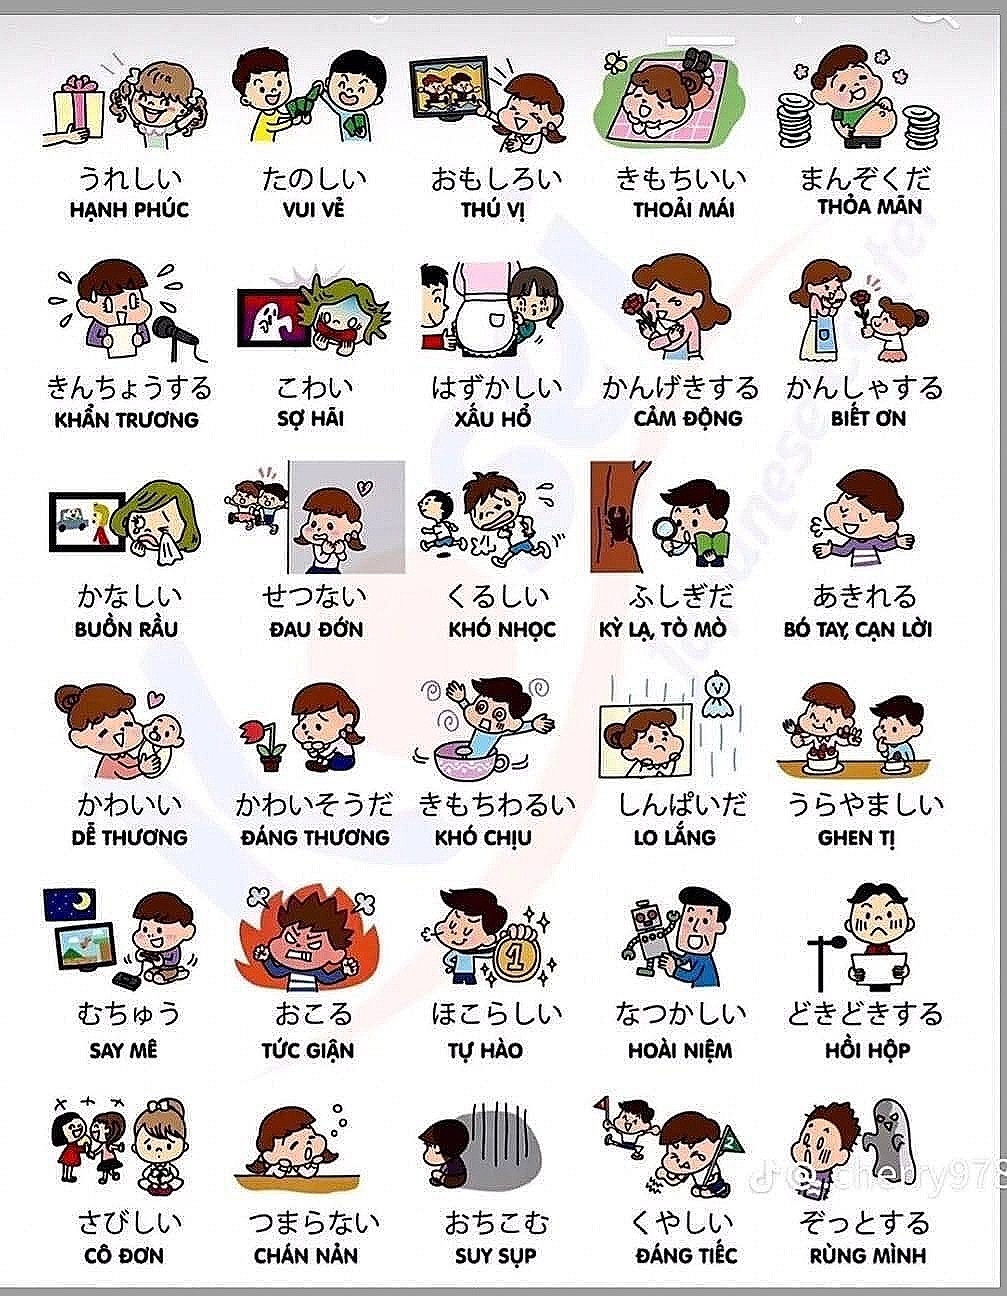 うれしい たのしい おもしろい きもちいい まんぞくだ
HẠNH PHÚC VUI VẺ THÚ VỊ THOẢI MÁI THỎA MÃN
きんちょうする こわい はずかしい かんげきする かんしゃする
KHẨN TRƯƠNG SỢ HÃI XẤU HỔ CẢM ĐỘNG BIẾT ƠN
かなしい せつない くるしい ふしぎだ あきれる
BUỒN RẦU ĐAU ĐỚN KHÓ NHỌC KỲ LẠ, TÒ MÒ BÓ TAY, CẠN LỜI
かわいい かわいそうだ きもちわるい しんぱいだ うらやましい
DỄ THƯƠNG ĐÁNG THƯƠNG KHÓ CHỊU LO LẮNG GHEN TỊ
1
むちゅう おこる ほこらしい なつかしい どきどきする
SAY MÊ TỨC GIẬN TỰ HÀO HOÀI NIỆM HỒI HỘP
1 2
cherry978
さびしい つまらない おちこむ くやしい ぞっとする
CÔ ĐƠN CHÁN NẢN SUY SỤP ĐÁNG TIẾC RÙNG MÌNH